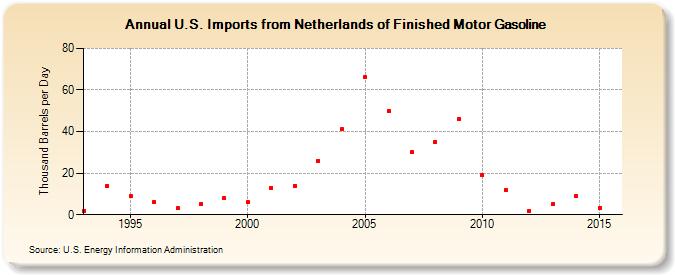 Annual U.S. Imports from Netherlands of Finished Motor Gasoline
Thousand Barrels per Day
80
60
40
20
0
1995 2000 2005 2010 2015
Source: U.S. Energy Information Administration